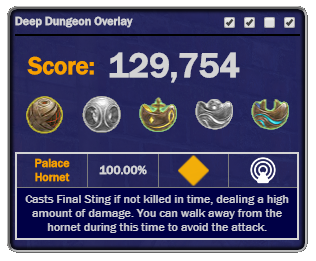 Deep Dungeon Overlay
Score: 129,754
Palace
Hornet
100.00%
Casts Final Sting if not killed in time, dealing a high
amount of damage. You can walk away from the
hornet during this time to avoid the attack.